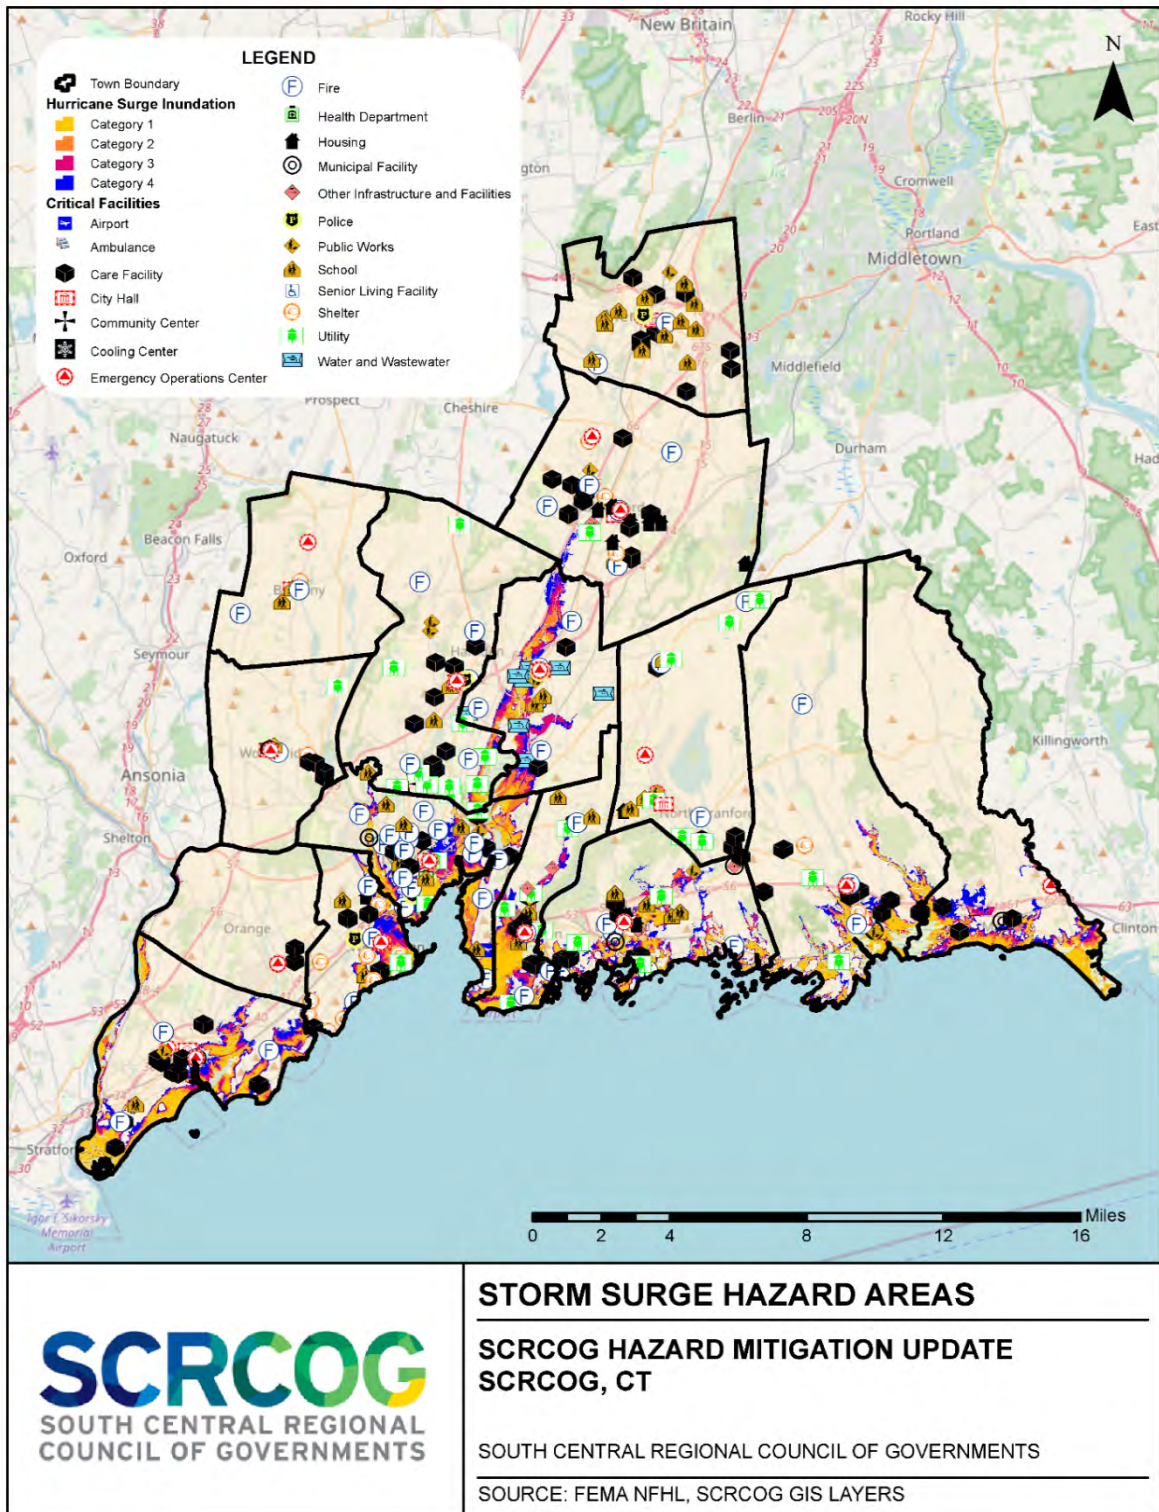 New Britain
Rocky Hill
Berlin
Cromwell
Portland
Middletown
East
N
LEGEND
Town Boundary
Hurricane Surge Inundation
Category 1
Category 2
Category 3
Category 4
Critical Facilities
Airport
Ambulance
Care Facility
City Hall
Community Center
Cooling Center
Emergency Operations Center
Fire
Health Department
Housing
Municipal Facility
Other Infrastructure and Facilities
Police
Public Works
School
Senior Living Facility
Shelter
Utility
Water and Wastewater
Prospect
Cheshire
Naugatuck
Middlefield
Durham
Beacon Falls
Oxford
Seymour
Ansonia
Shelton
Killingworth
Orange
Clinton
Stratford
Igor I. Sikorsky
Memorial
Airport
Miles
0 2 4 8 12 16
STORM SURGE HAZARD AREAS
SCRCOG HAZARD MITIGATION UPDATE
SCRCOG, CT
SOUTH CENTRAL REGIONAL COUNCIL OF GOVERNMENTS
SOURCE: FEMA NFHL, SCRCOG GIS LAYERS
SCRCOG
SOUTH CENTRAL REGIONAL
COUNCIL OF GOVERNMENTS